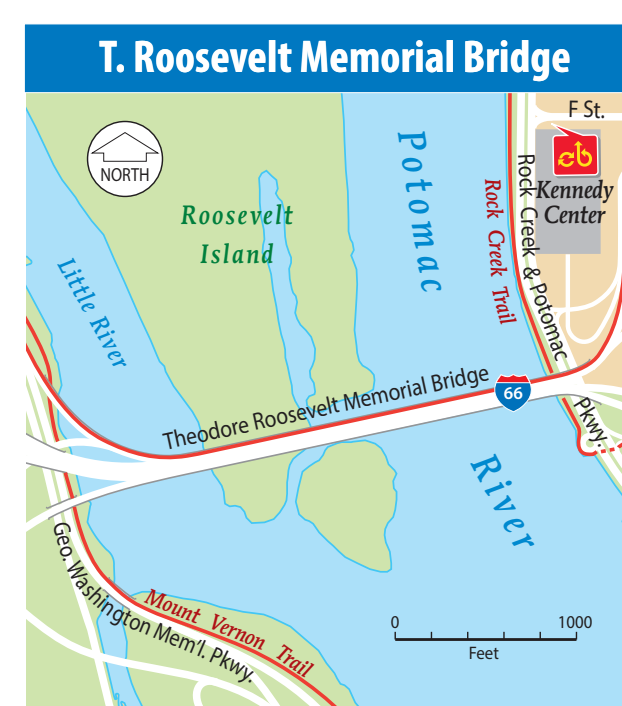 T. Roosevelt Memorial Bridge
NORTH
F St.
Kennedy
Center
Roosevelt
Island
Potomac
River
Little River
Rock Creek Trail
Rock Creek & Potomac
Pkwy.
Theodore Roosevelt Memorial Bridge
66
Geo. Washington Mem'l. Pkwy.
Mount Vernon Trail
0 1000
Feet